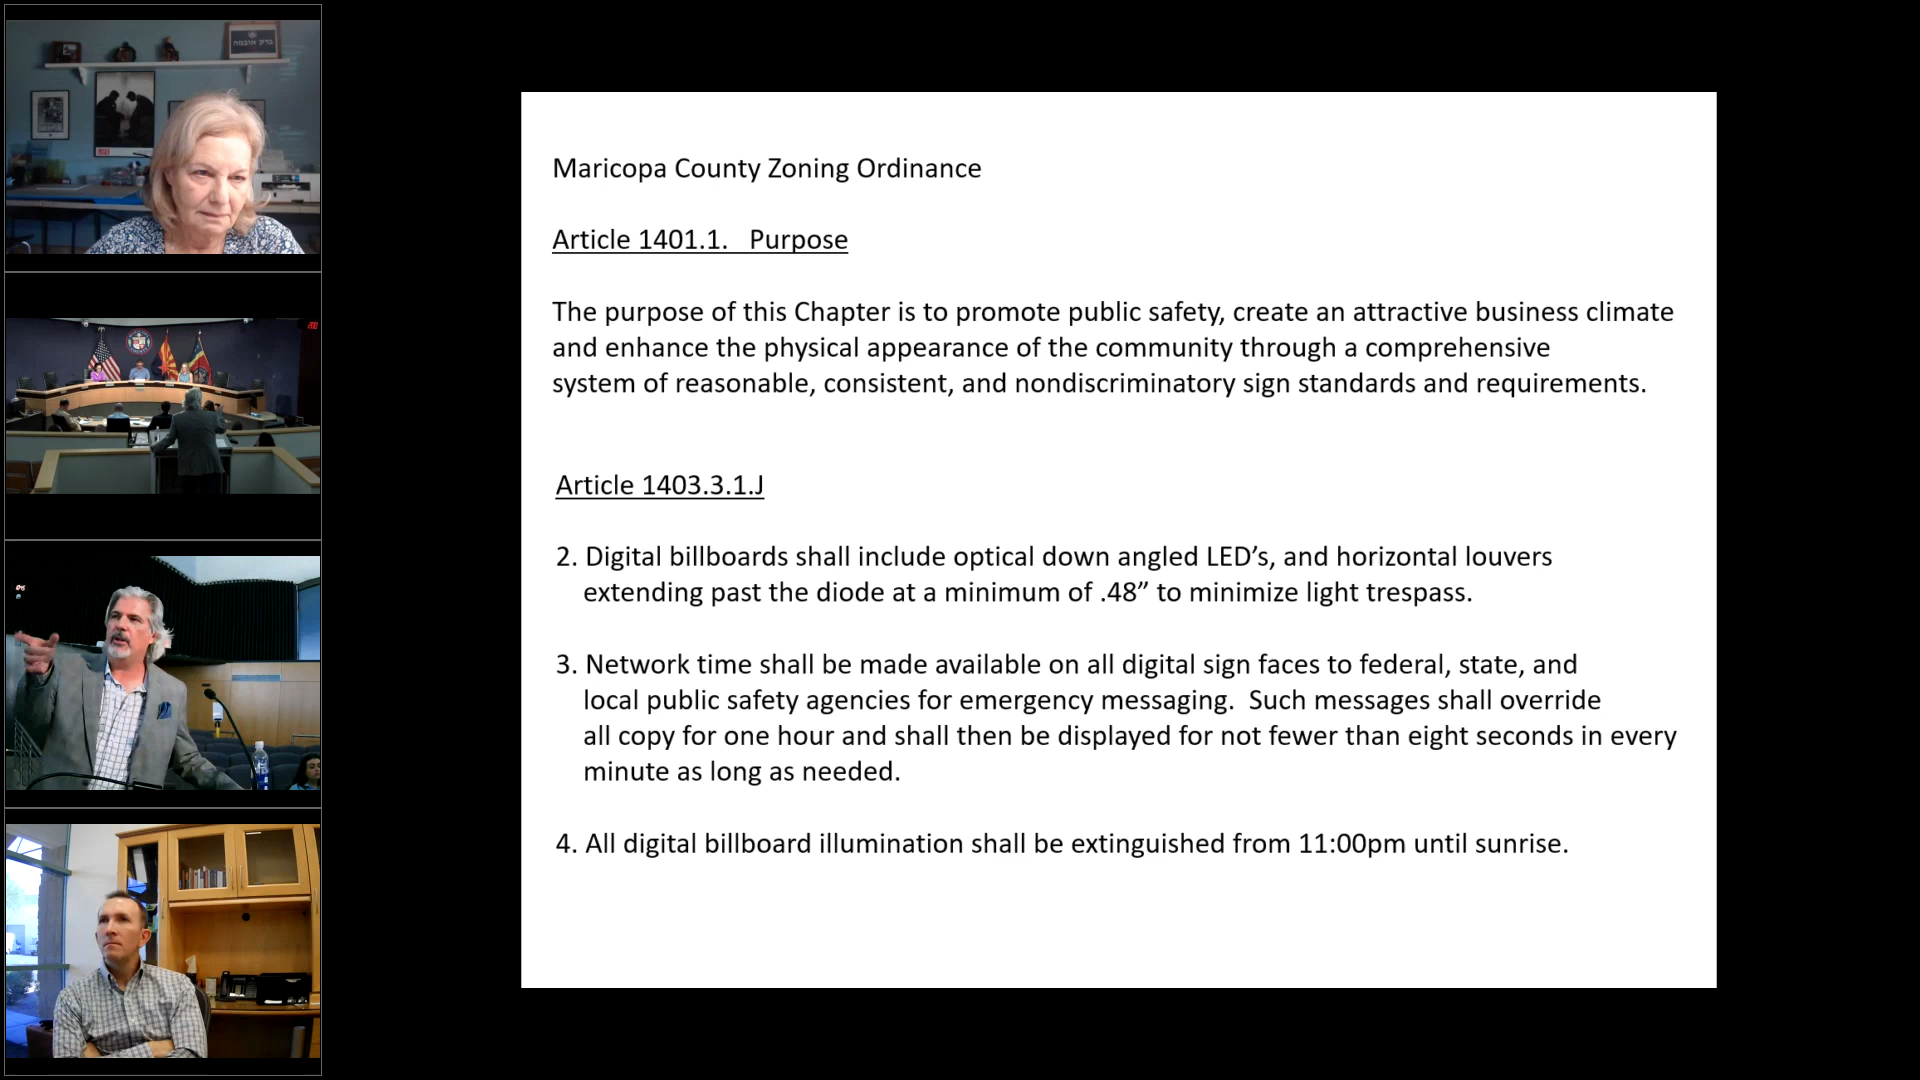 ברק אובמה
LIFE
Maricopa County Zoning Ordinance
Article 1401.1.   Purpose
The purpose of this Chapter is to promote public safety, create an attractive business climate
and enhance the physical appearance of the community through a comprehensive
system of reasonable, consistent, and nondiscriminatory sign standards and requirements.
Article 1403.3.1.J
2. Digital billboards shall include optical down angled LED’s, and horizontal louvers
extending past the diode at a minimum of .48” to minimize light trespass.
3. Network time shall be made available on all digital sign faces to federal, state, and
local public safety agencies for emergency messaging.  Such messages shall override
all copy for one hour and shall then be displayed for not fewer than eight seconds in every
minute as long as needed.
4. All digital billboard illumination shall be extinguished from 11:00pm until sunrise.